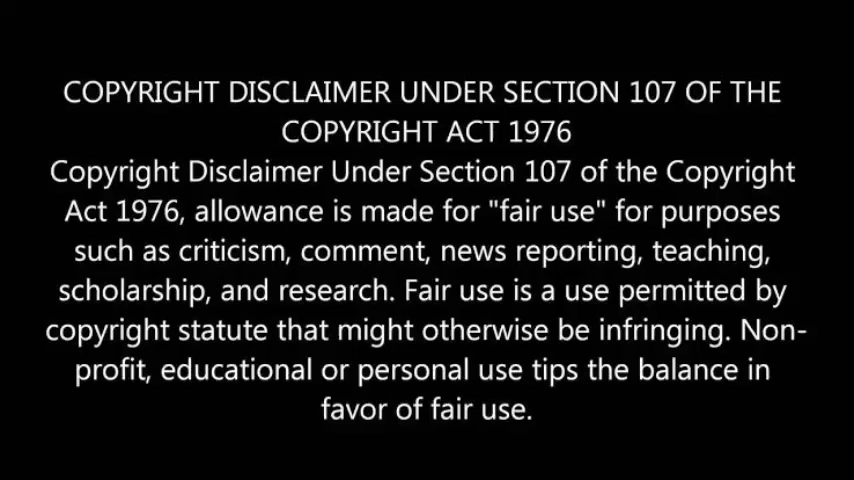 COPYRIGHT DISCLAIMER UNDER SECTION 107 OF THE
COPYRIGHT ACT 1976
Copyright Disclaimer Under Section 107 of the Copyright
Act 1976, allowance is made for "fair use" for purposes
such as criticism, comment, news reporting, teaching,
scholarship, and research. Fair use is a use permitted by
copyright statute that might otherwise be infringing. Non-
profit, educational or personal use tips the balance in
favor of fair use.